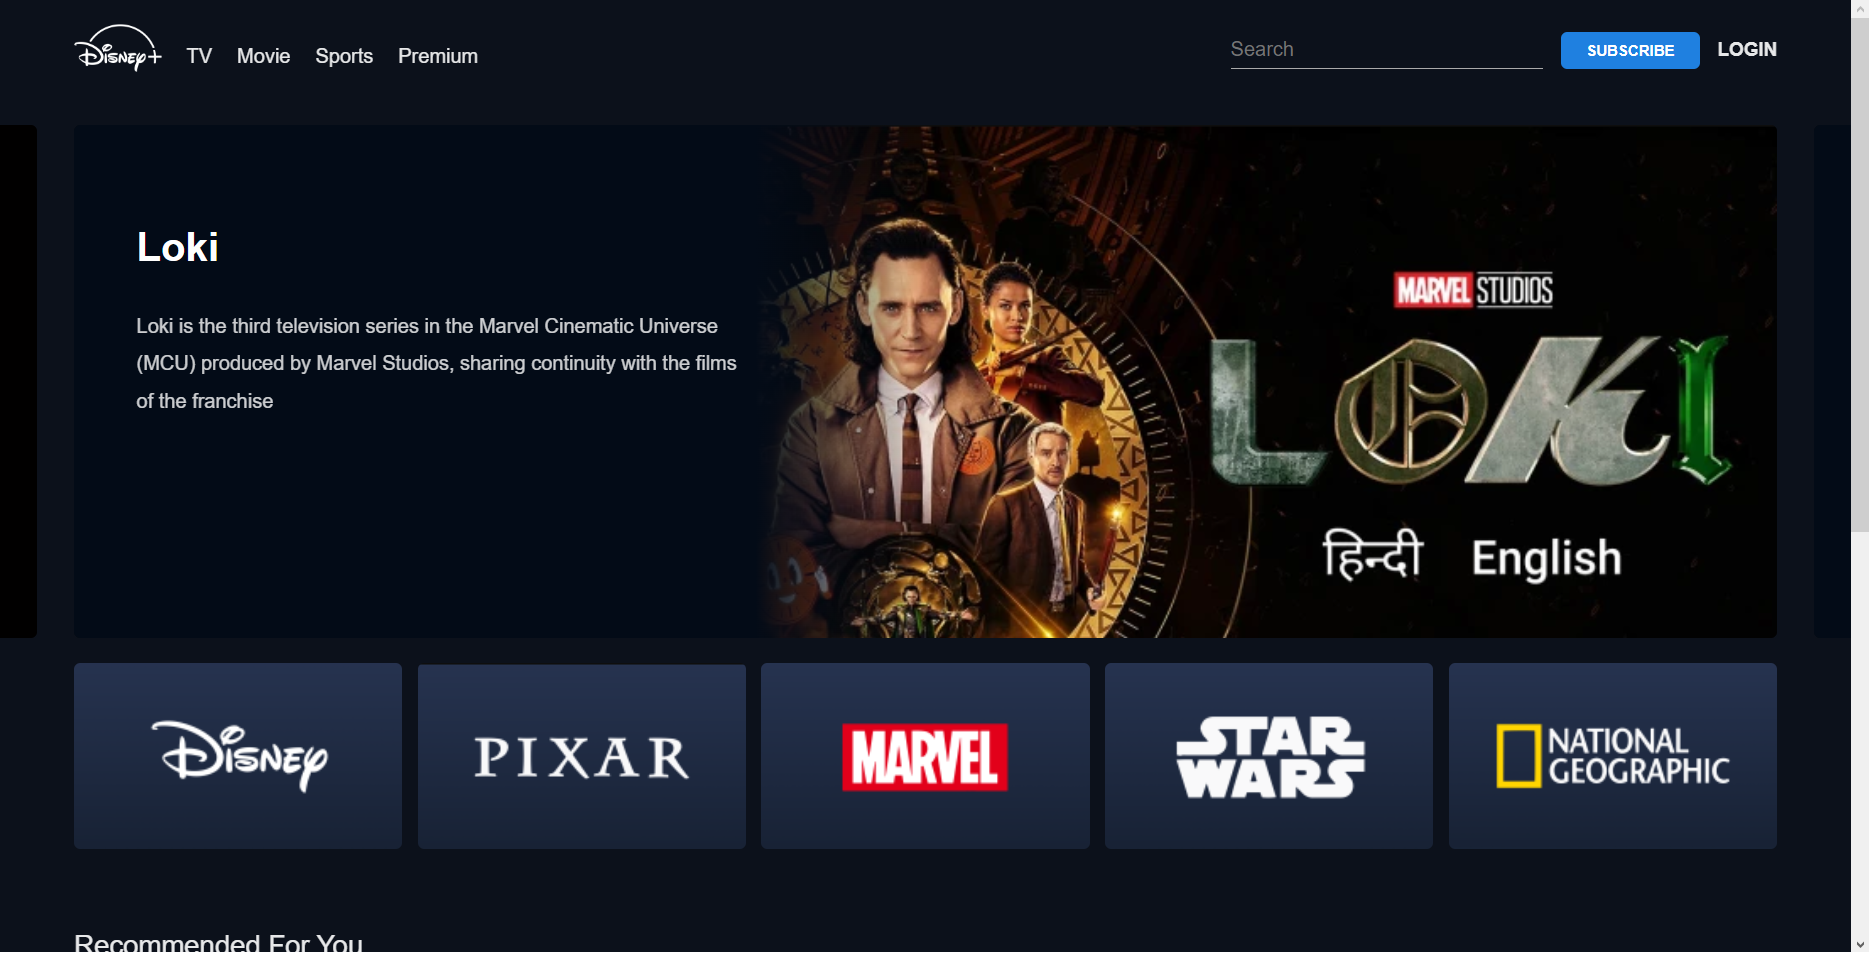 Disney+
TV
Movie
Sports
Premium
Search
SUBSCRIBE
LOGIN
Loki
Loki is the third television series in the Marvel Cinematic Universe
(MCU) produced by Marvel Studios, sharing continuity with the films
of the franchise
MARVEL STUDIOS
LOKI
हिन्दी English
Disney
PIXAR
MARVEL
STAR
WARS
NATIONAL
GEOGRAPHIC
Recommended For You